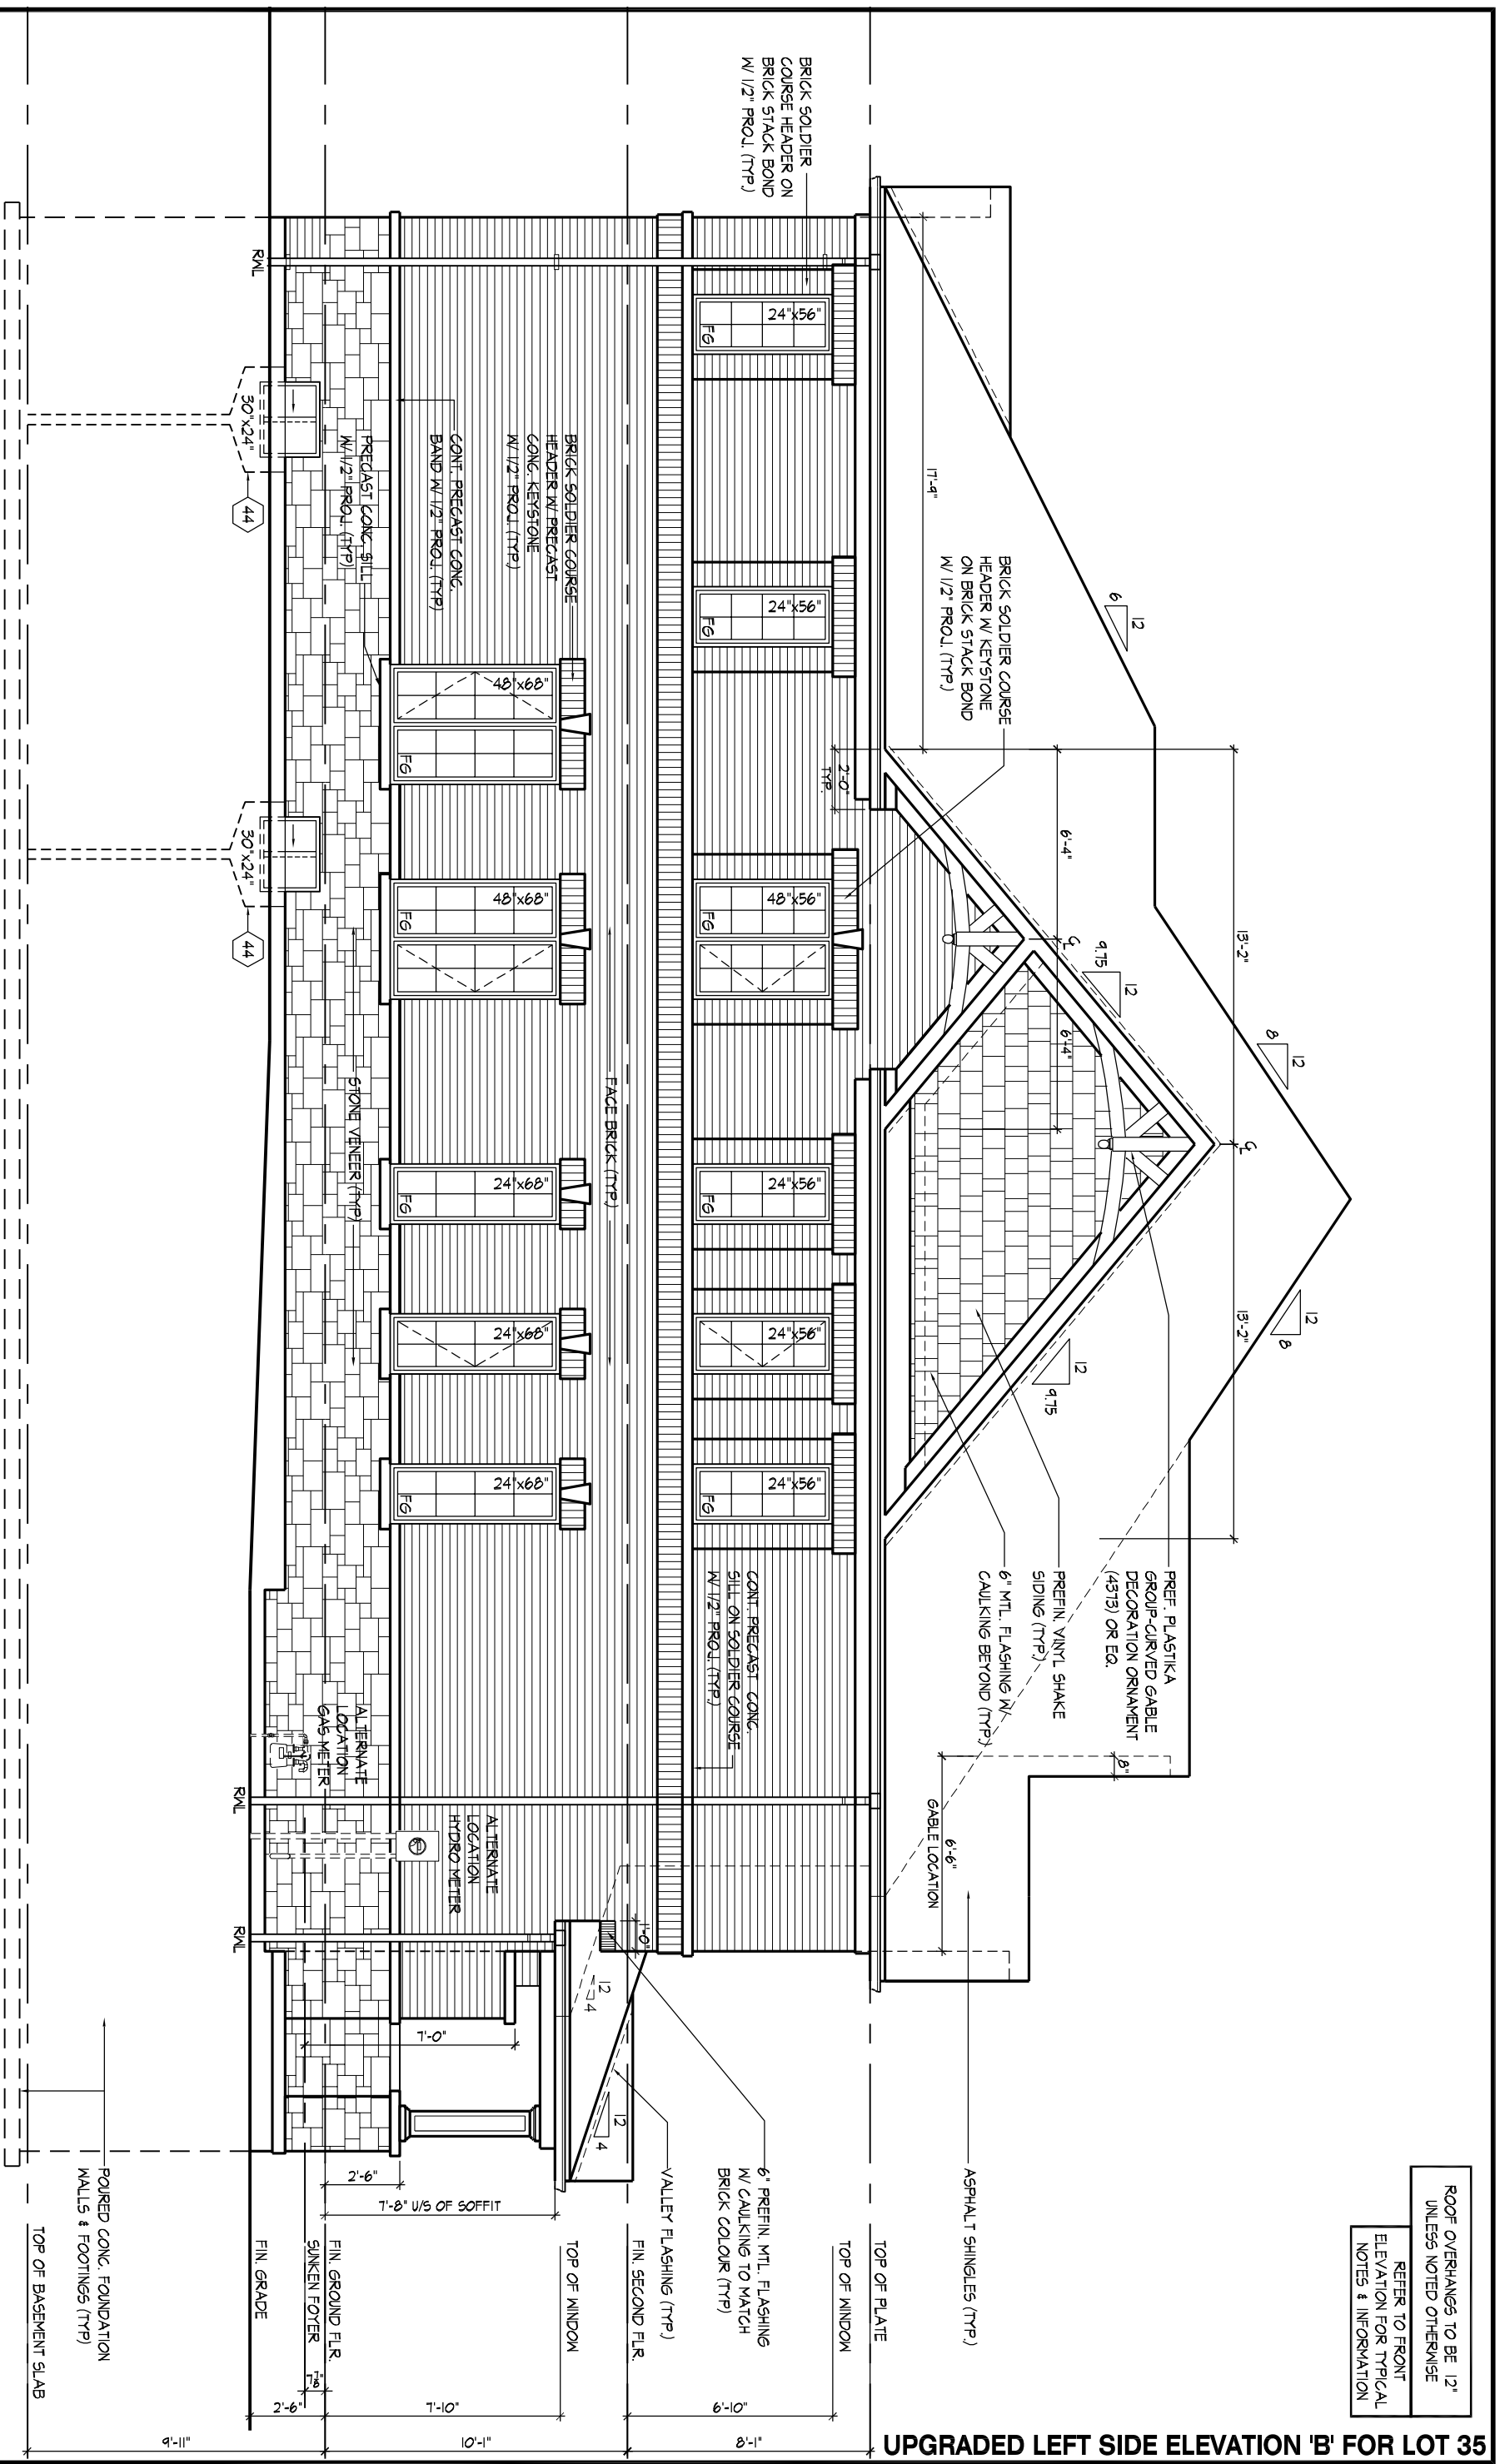 ROOF OVERHANGS TO BE 12"
UNLESS NOTED OTHERWISE
REFER TO FRONT
ELEVATION FOR TYPICAL
NOTES & INFORMATION
UPGRADED LEFT SIDE ELEVATION 'B' FOR LOT 35
12
8
12
8
13'-2"
13'-2"
℄
12
6
12
9.75
12
9.75
6'-4"
6'-4"
℄
17'-9"
2'-0"
TYP.
8"
6'-6"
GABLE LOCATION
BRICK SOLDIER
COURSE HEADER ON
BRICK STACK BOND
W/ 1/2" PROJ. (TYP.)
BRICK SOLDIER COURSE
HEADER W/ KEYSTONE
ON BRICK STACK BOND
W/ 1/2" PROJ. (TYP.)
PREF. PLASTIKA
GROUP-CURVED GABLE
DECORATION ORNAMENT
(4373) OR EQ.
PREFIN. VINYL SHAKE
SIDING (TYP.)
6" MTL. FLASHING W/
CAULKING BEYOND (TYP.)
ASPHALT SHINGLES (TYP.)
TOP OF PLATE
TOP OF WINDOW
24"x56"
FG
24"x56"
FG
48"x56"
FG
24"x56"
FG
24"x56"
24"x56"
FG
CONT. PRECAST CONC.
SILL ON SOLDIER COURSE
W/ 1/2" PROJ. (TYP.)
6" PREFIN. MTL. FLASHING
W/ CAULKING TO MATCH
BRICK COLOUR (TYP)
VALLEY FLASHING (TYP.)
FIN. SECOND FLR.
1'-0"
12
4
12
4
FACE BRICK (TYP.)
BRICK SOLDIER COURSE
HEADER W/ PRECAST
CONC. KEYSTONE
W/ 1/2" PROJ. (TYP.)
CONT. PRECAST CONC.
BAND W/ 1/2" PROJ. (TYP.)
PRECAST CONC. SILL
W/ 1/2" PROJ. (TYP)
TOP OF WINDOW
48"x68"
FG
48"x68"
FG
24"x68"
FG
24"x68"
24"x68"
FG
ALTERNATE
LOCATION
HYDRO METER
ALTERNATE
LOCATION
GAS METER
STONE VENEER (TYP.)
7'-0"
2'-6"
7'-8" U/S OF SOFFIT
FIN. GROUND FLR.
SUNKEN FOYER
FIN. GRADE
RWL
RWL
RWL
30"x24"
44
30"x24"
44
POURED CONC. FOUNDATION
WALLS & FOOTINGS (TYP)
TOP OF BASEMENT SLAB
6'-10"
7'-10"
7 7/8"
2'-6"
8'-1"
10'-1"
9'-11"